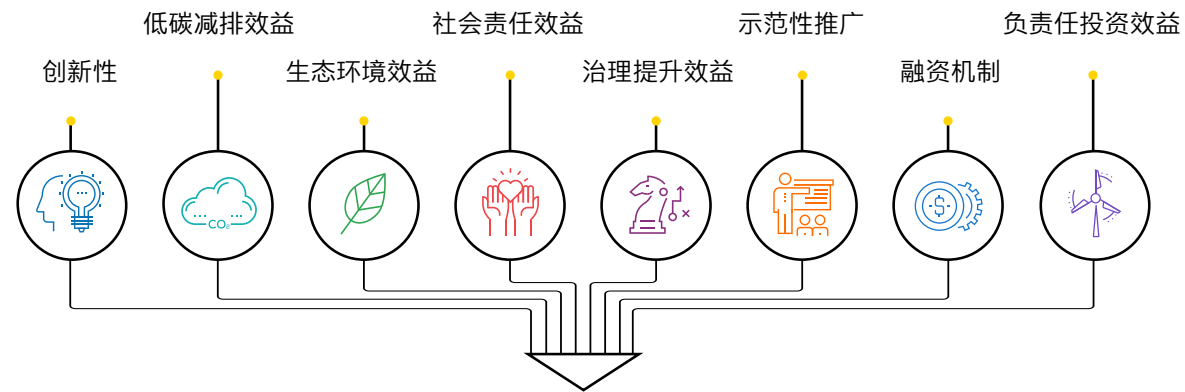 创新性
低碳减排效益
生态环境效益
社会责任效益
治理提升效益
示范性推广
融资机制
负责任投资效益
CO₂